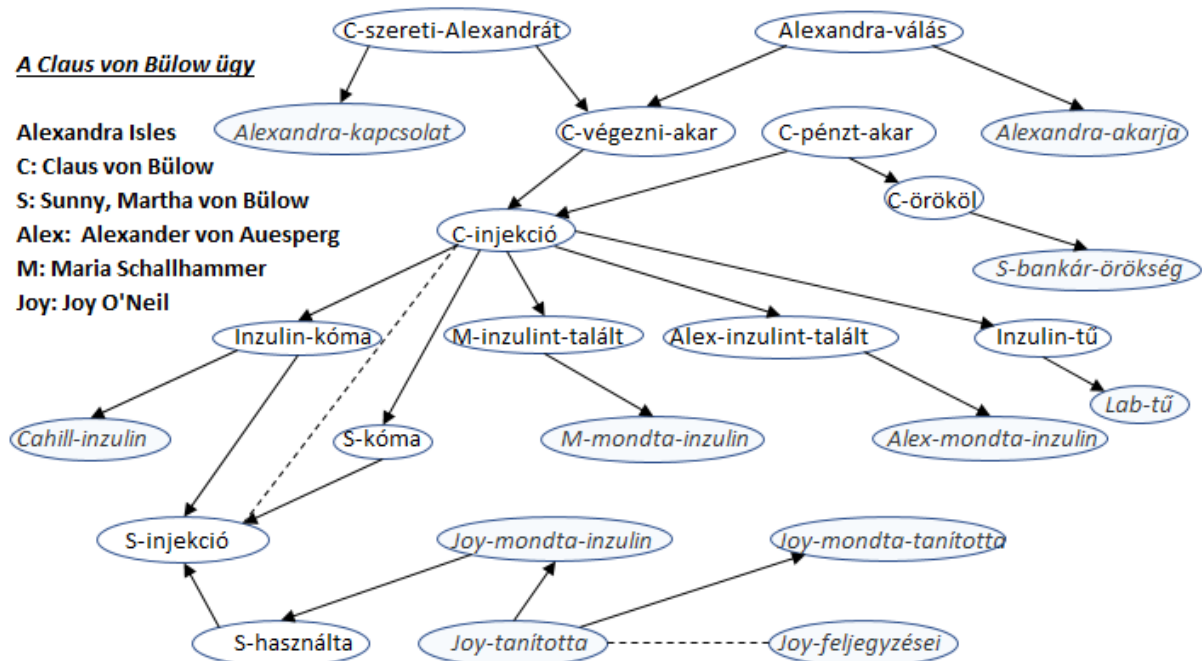 C-szereti-Alexandrát
Alexandra-válás
A Claus von Bülow ügy
Alexandra-kapcsolat
C-végezni-akar
C-pénzt-akar
Alexandra-akarja
Alexandra Isles
C: Claus von Bülow
S: Sunny, Martha von Bülow
Alex:  Alexander von Auesperg
M: Maria Schallhammer
Joy: Joy O'Neil
C-örököl
C-injekció
S-bankár-örökség
Inzulin-kóma
M-inzulint-talált
Alex-inzulint-talált
Inzulin-tű
Lab-tű
Cahill-inzulin
S-kóma
M-mondta-inzulin
Alex-mondta-inzulin
S-injekció
Joy-mondta-inzulin
Joy-mondta-tanította
S-használta
Joy-tanította
Joy-feljegyzései